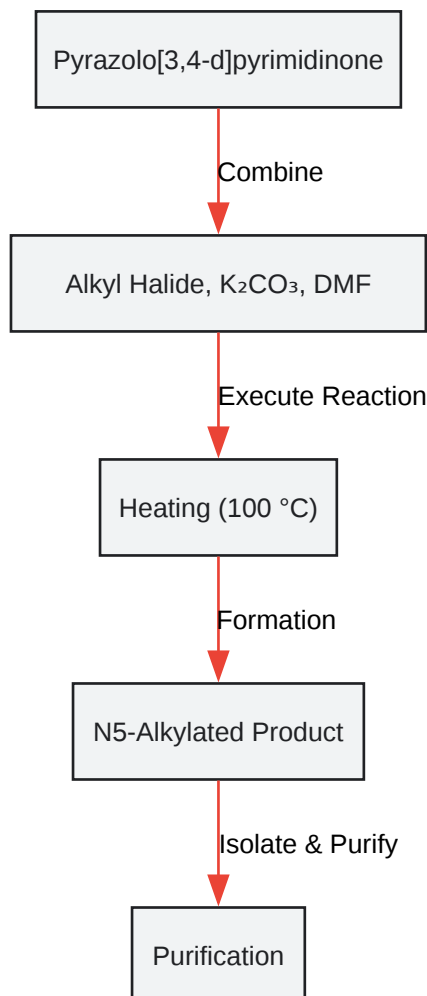 Pyrazolo[3,4-d]pyrimidinone
Combine
Alkyl Halide, K₂CO₃, DMF
Execute Reaction
Heating (100 °C)
Formation
N5-Alkylated Product
Isolate & Purify
Purification